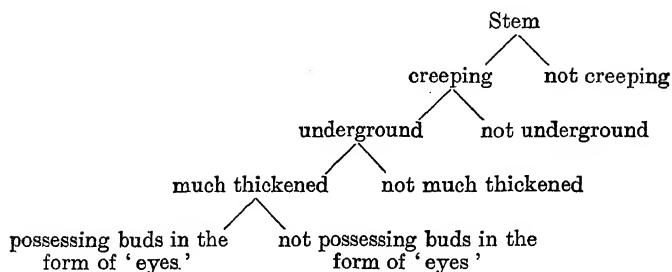 Stem
creeping not creeping
underground not underground
much thickened not much thickened
possessing buds in the not possessing buds in the
form of ‘eyes.’ form of ‘eyes’